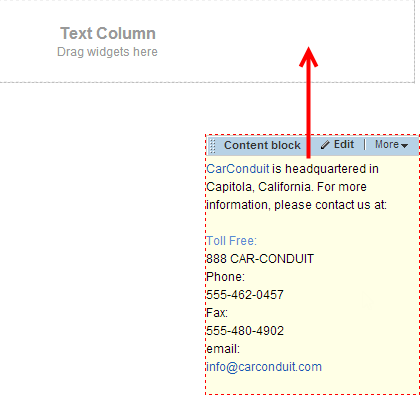 Text Column
Drag widgets here
Content block Edit | More
CarConduit is headquartered in
Capitola, California. For more
information, please contact us at:
Toll Free:
888 CAR-CONDUIT
Phone:
555-462-0457
Fax:
555-480-4902
email:
info@carconduit.com